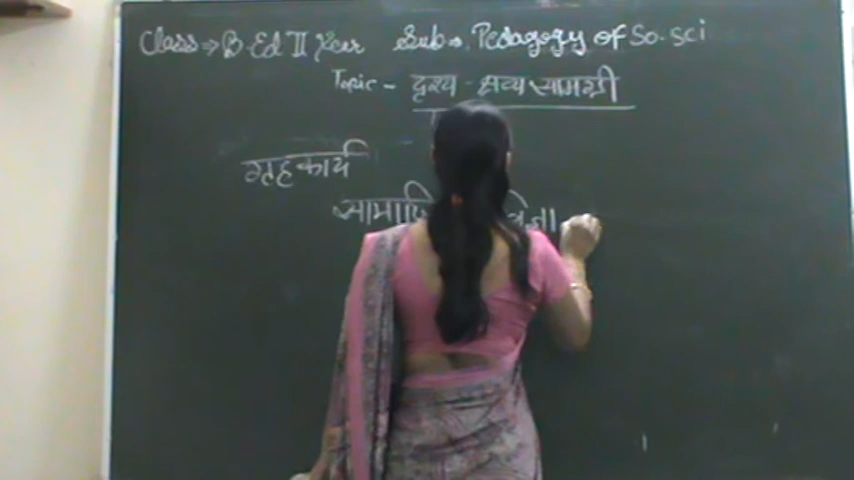 Class ⇒ B.Ed II Year Sub ⇒ Pedagogy of So.sci
Topic - दृश्य - श्रव्य सामग्री
गृहकार्य